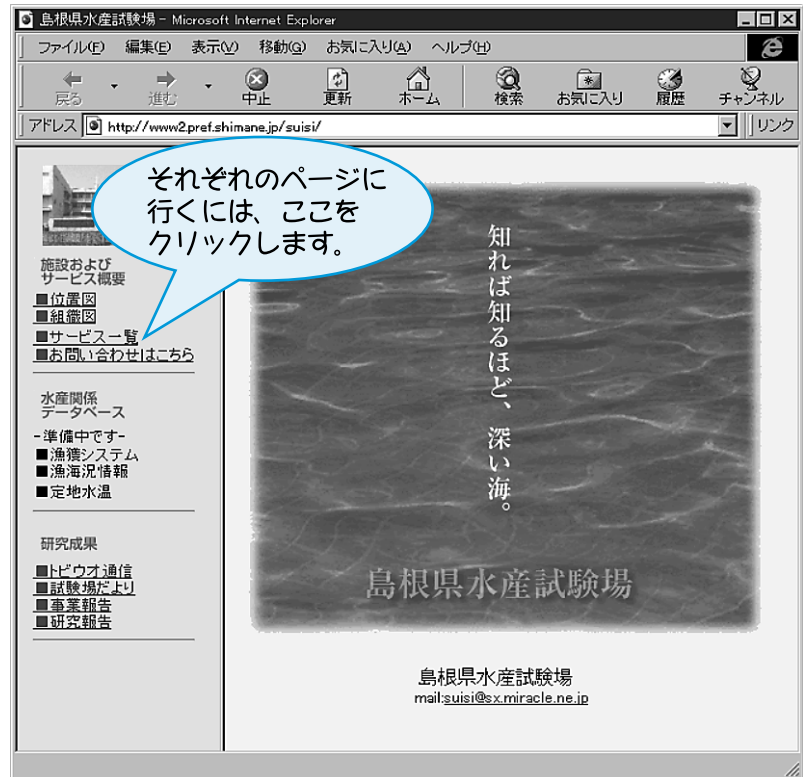 島根県水産試験場 - Microsoft Internet Explorer
ファイル(F) 編集(E) 表示(V) 移動(G) お気に入り(A) ヘルプ(H)
戻る 進む 中止 更新 ホーム 検索 お気に入り 履歴 チャンネル
アドレス http://www2.pref.shimane.jp/suisi/ リンク
それぞれのページに
行くには、ここを
クリックします。
施設および
サービス概要
■位置図
■組織図
■サービス一覧
■お問い合わせはこちら
水産関係
データベース
-準備中です-
■漁獲システム
■漁海況情報
■定地水温
研究成果
■トビウオ通信
■試験場だより
■事業報告
■研究報告
知れば知るほど、深い海。
島根県水産試験場
島根県水産試験場
mail:suisi@sx.miracle.ne.jp